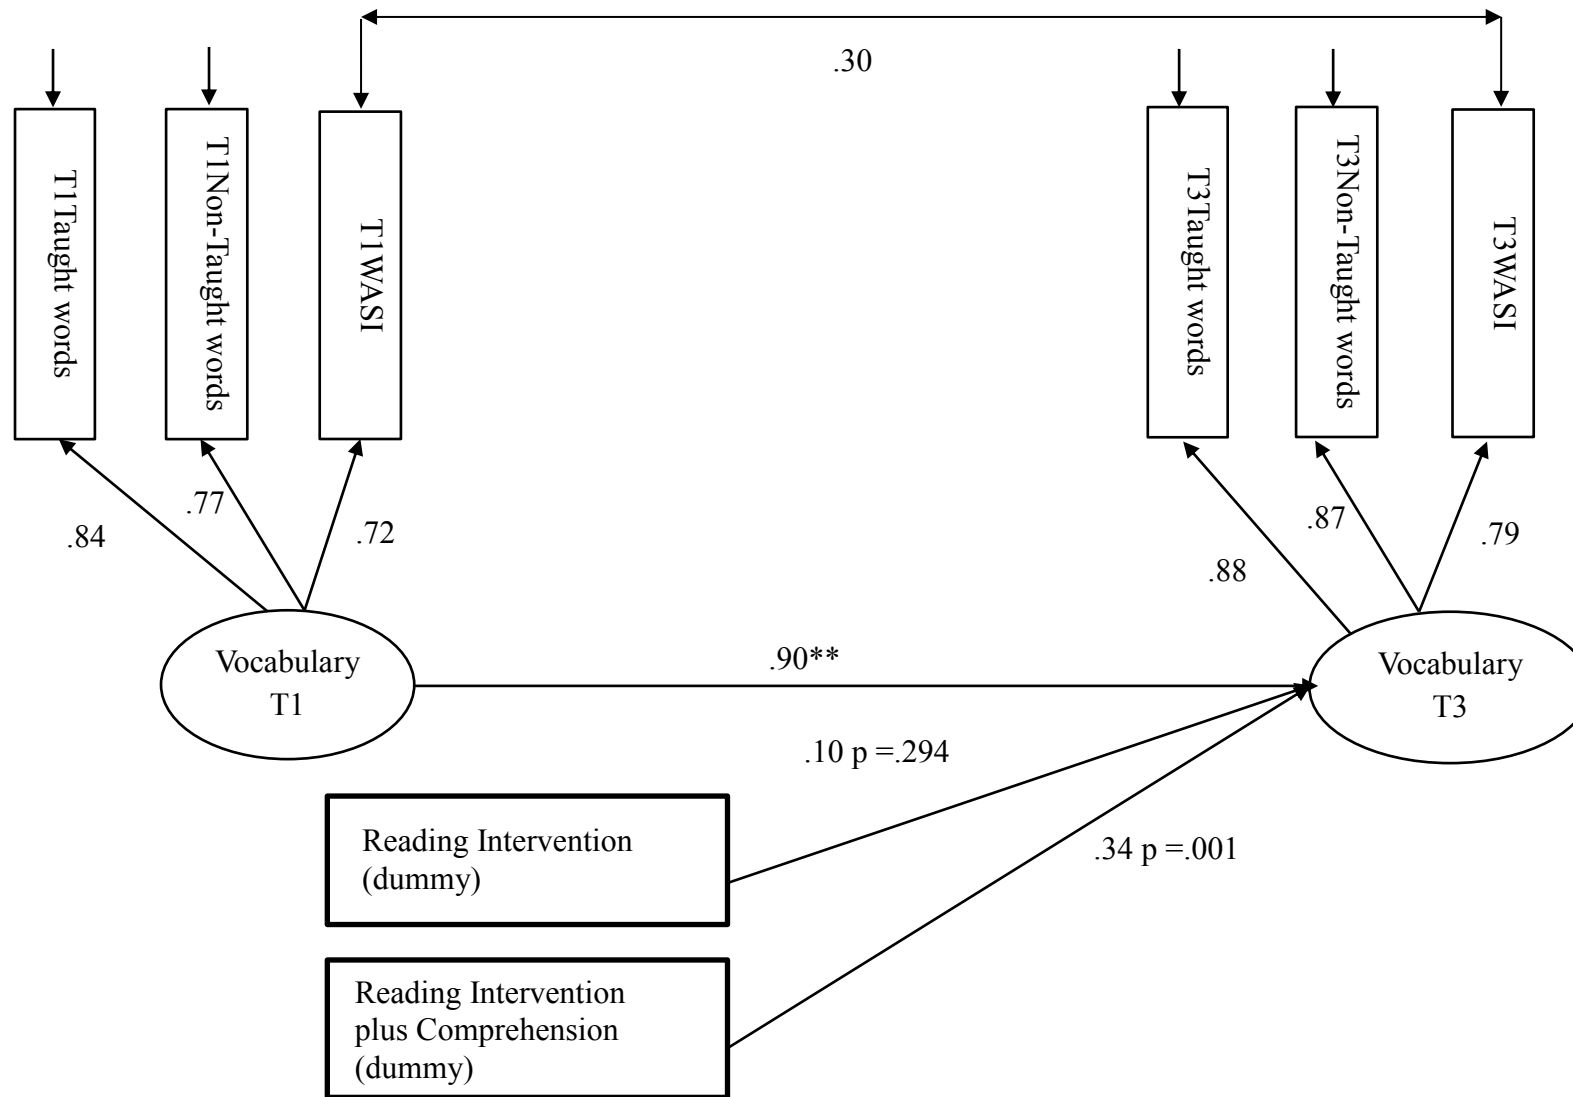 .30
T1Taught words
T1Non-Taught words
T1WASI
T3Taught words
T3Non-Taught words
T3WASI
.84
.77
.72
.88
.87
.79
Vocabulary
T1
.90**
Vocabulary
T3
.10 p =.294
Reading Intervention
(dummy)
.34 p =.001
Reading Intervention
plus Comprehension
(dummy)